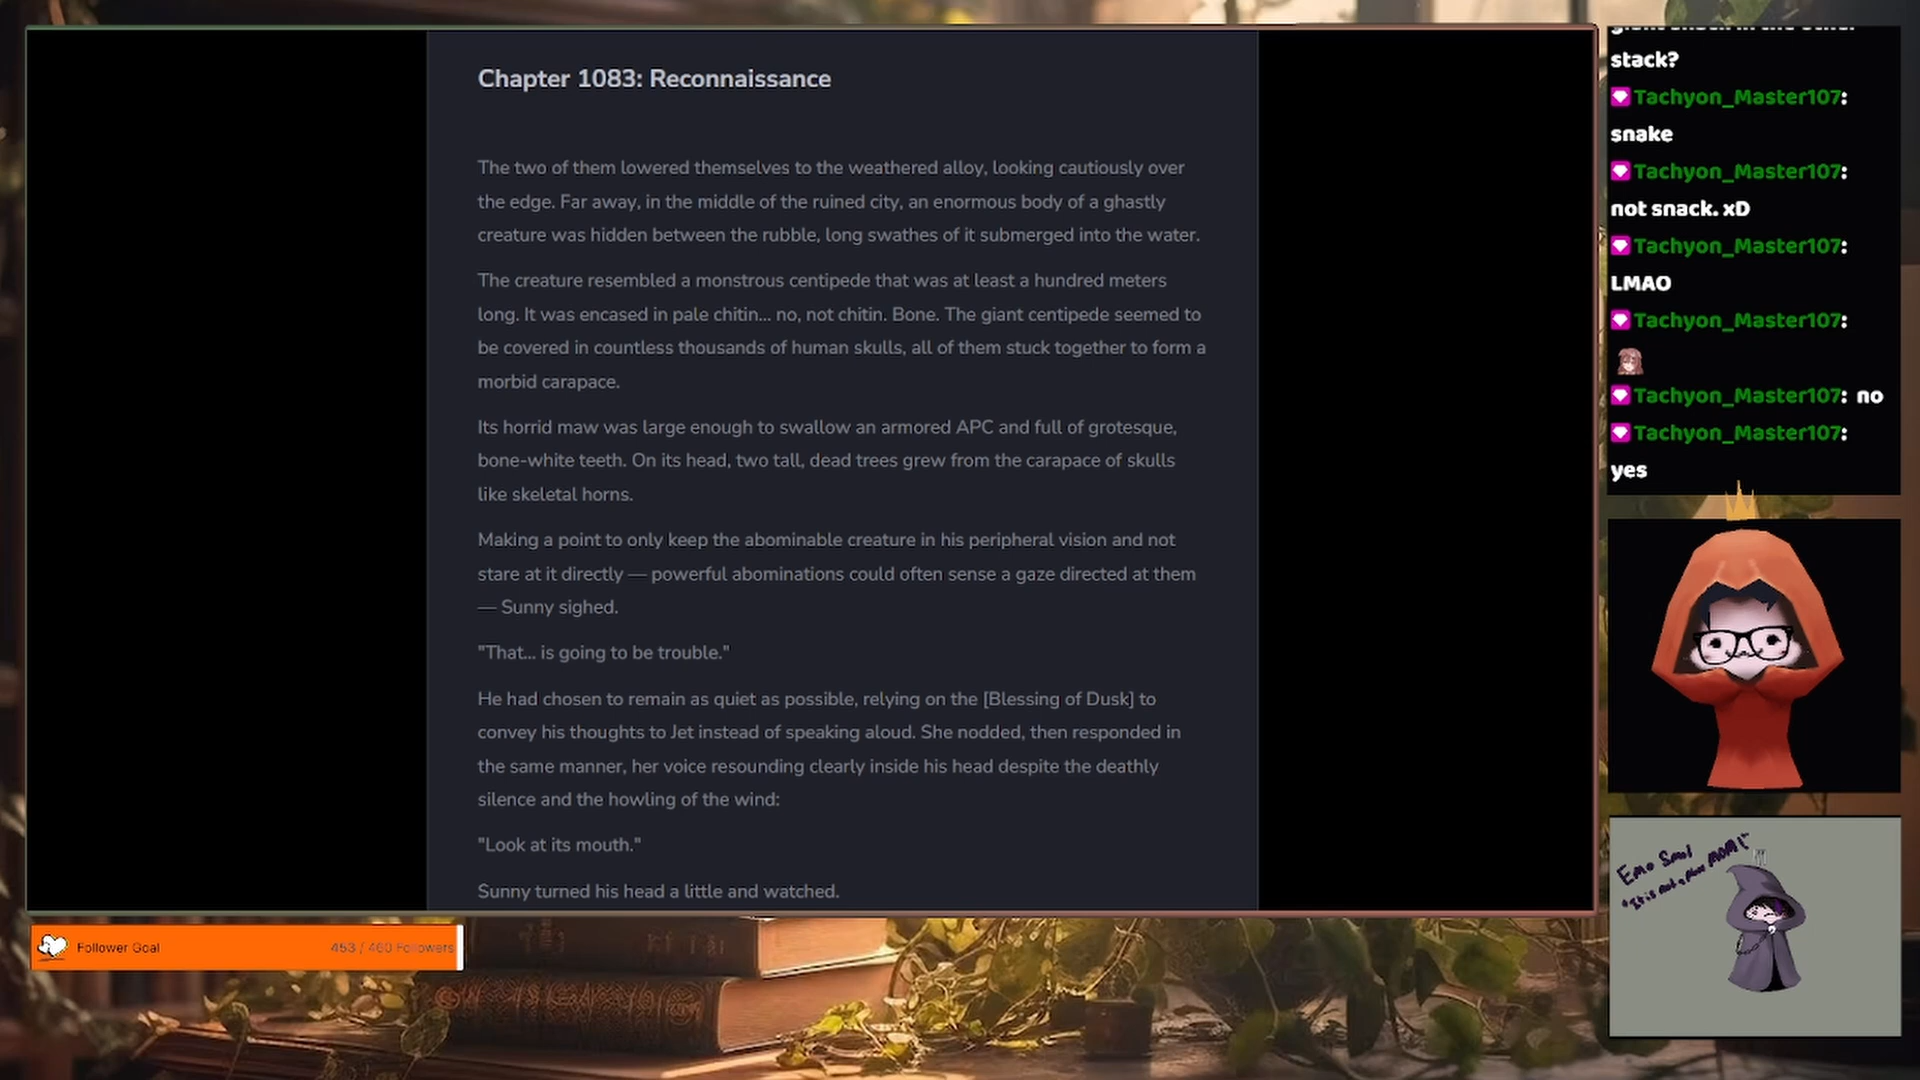 Chapter 1083: Reconnaissance
The two of them lowered themselves to the weathered alloy, looking cautiously over
the edge. Far away, in the middle of the ruined city, an enormous body of a ghastly
creature was hidden between the rubble, long swathes of it submerged into the water.
The creature resembled a monstrous centipede that was at least a hundred meters
long. It was encased in pale chitin... no, not chitin. Bone. The giant centipede seemed to
be covered in countless thousands of human skulls, all of them stuck together to form a
morbid carapace.
Its horrid maw was large enough to swallow an armored APC and full of grotesque,
bone-white teeth. On its head, two tall, dead trees grew from the carapace of skulls
like skeletal horns.
Making a point to only keep the abominable creature in his peripheral vision and not
stare at it directly — powerful abominations could often sense a gaze directed at them
— Sunny sighed.
"That... is going to be trouble."
He had chosen to remain as quiet as possible, relying on the [Blessing of Dusk] to
convey his thoughts to Jet instead of speaking aloud. She nodded, then responded in
the same manner, her voice resounding clearly inside his head despite the deathly
silence and the howling of the wind:
"Look at its mouth."
Sunny turned his head a little and watched.
stack?
Tachyon_Master107:
snake
Tachyon_Master107:
not snack. xD
Tachyon_Master107:
LMAO
Tachyon_Master107:
Tachyon_Master107: no
Tachyon_Master107:
yes
Emo Smol
"It is not a phase MOM!"
Follower Goal
453 / 460 Followers